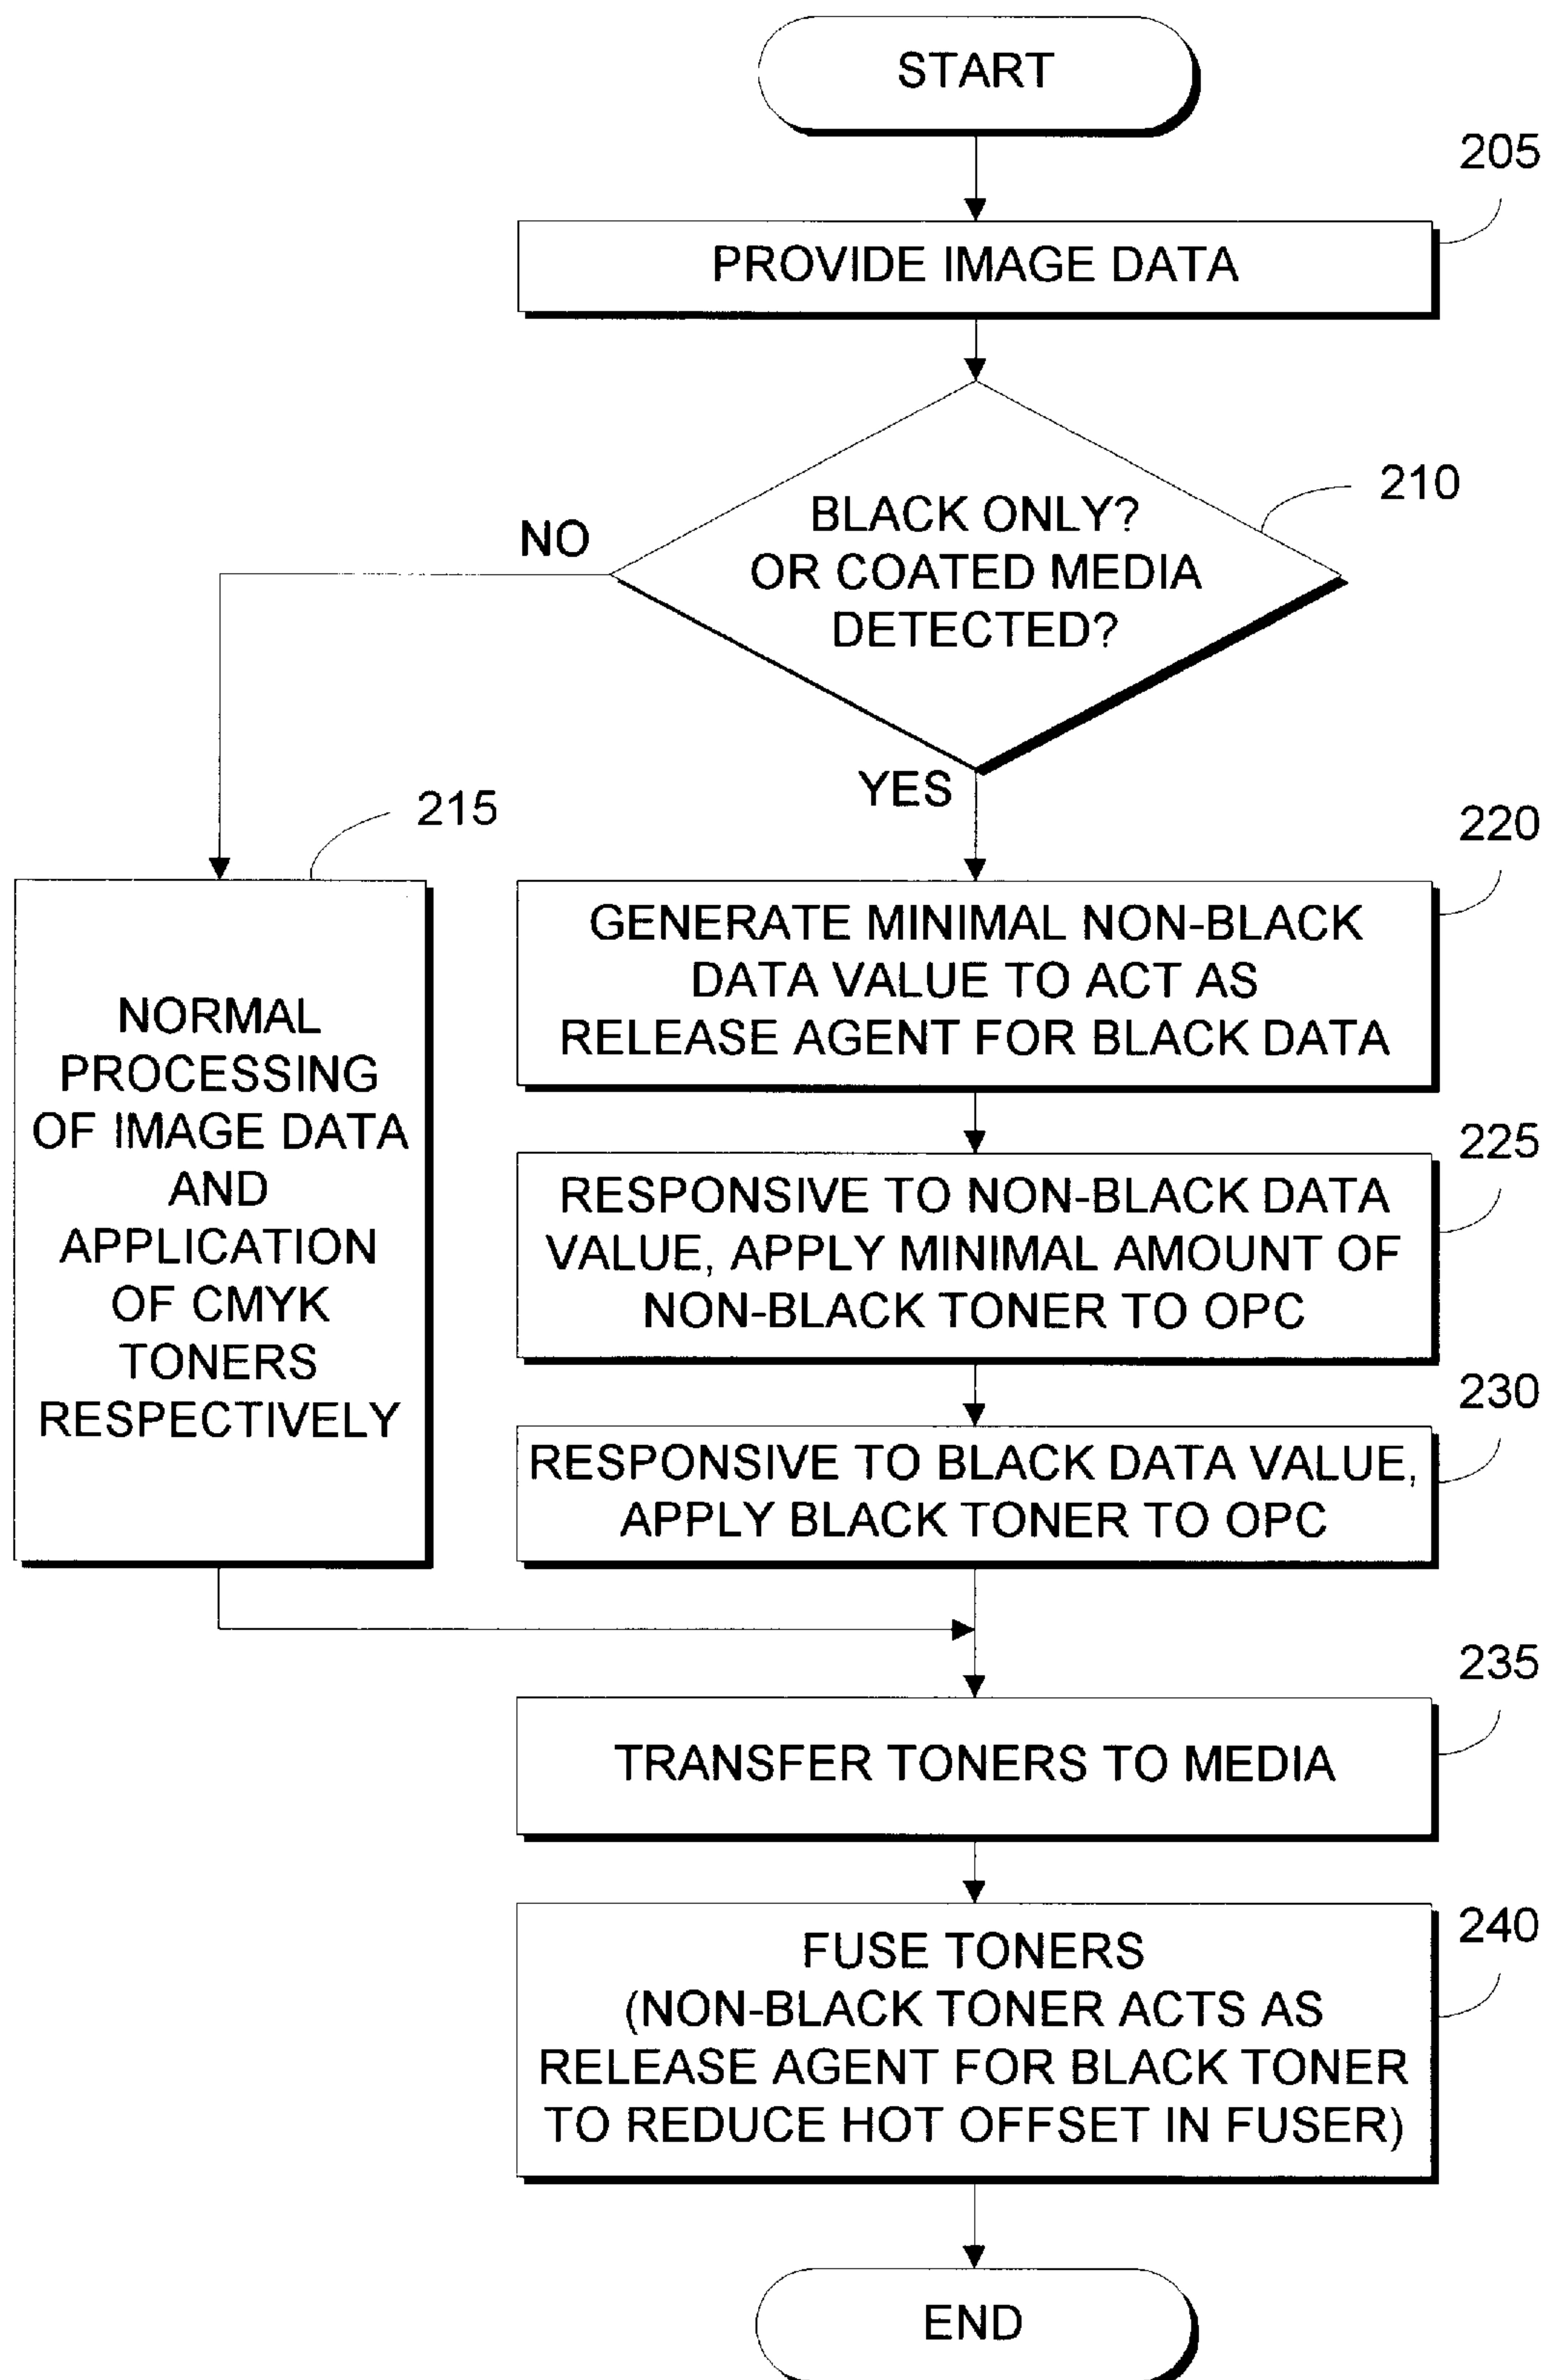 START
205
PROVIDE IMAGE DATA
210
BLACK ONLY?
OR COATED MEDIA
DETECTED?
NO
YES
215
NORMAL
PROCESSING
OF IMAGE DATA
AND
APPLICATION
OF CMYK
TONERS
RESPECTIVELY
220
GENERATE MINIMAL NON-BLACK
DATA VALUE TO ACT AS
RELEASE AGENT FOR BLACK DATA
225
RESPONSIVE TO NON-BLACK DATA
VALUE, APPLY MINIMAL AMOUNT OF
NON-BLACK TONER TO OPC
230
RESPONSIVE TO BLACK DATA VALUE,
APPLY BLACK TONER TO OPC
235
TRANSFER TONERS TO MEDIA
240
FUSE TONERS
(NON-BLACK TONER ACTS AS
RELEASE AGENT FOR BLACK TONER
TO REDUCE HOT OFFSET IN FUSER)
END